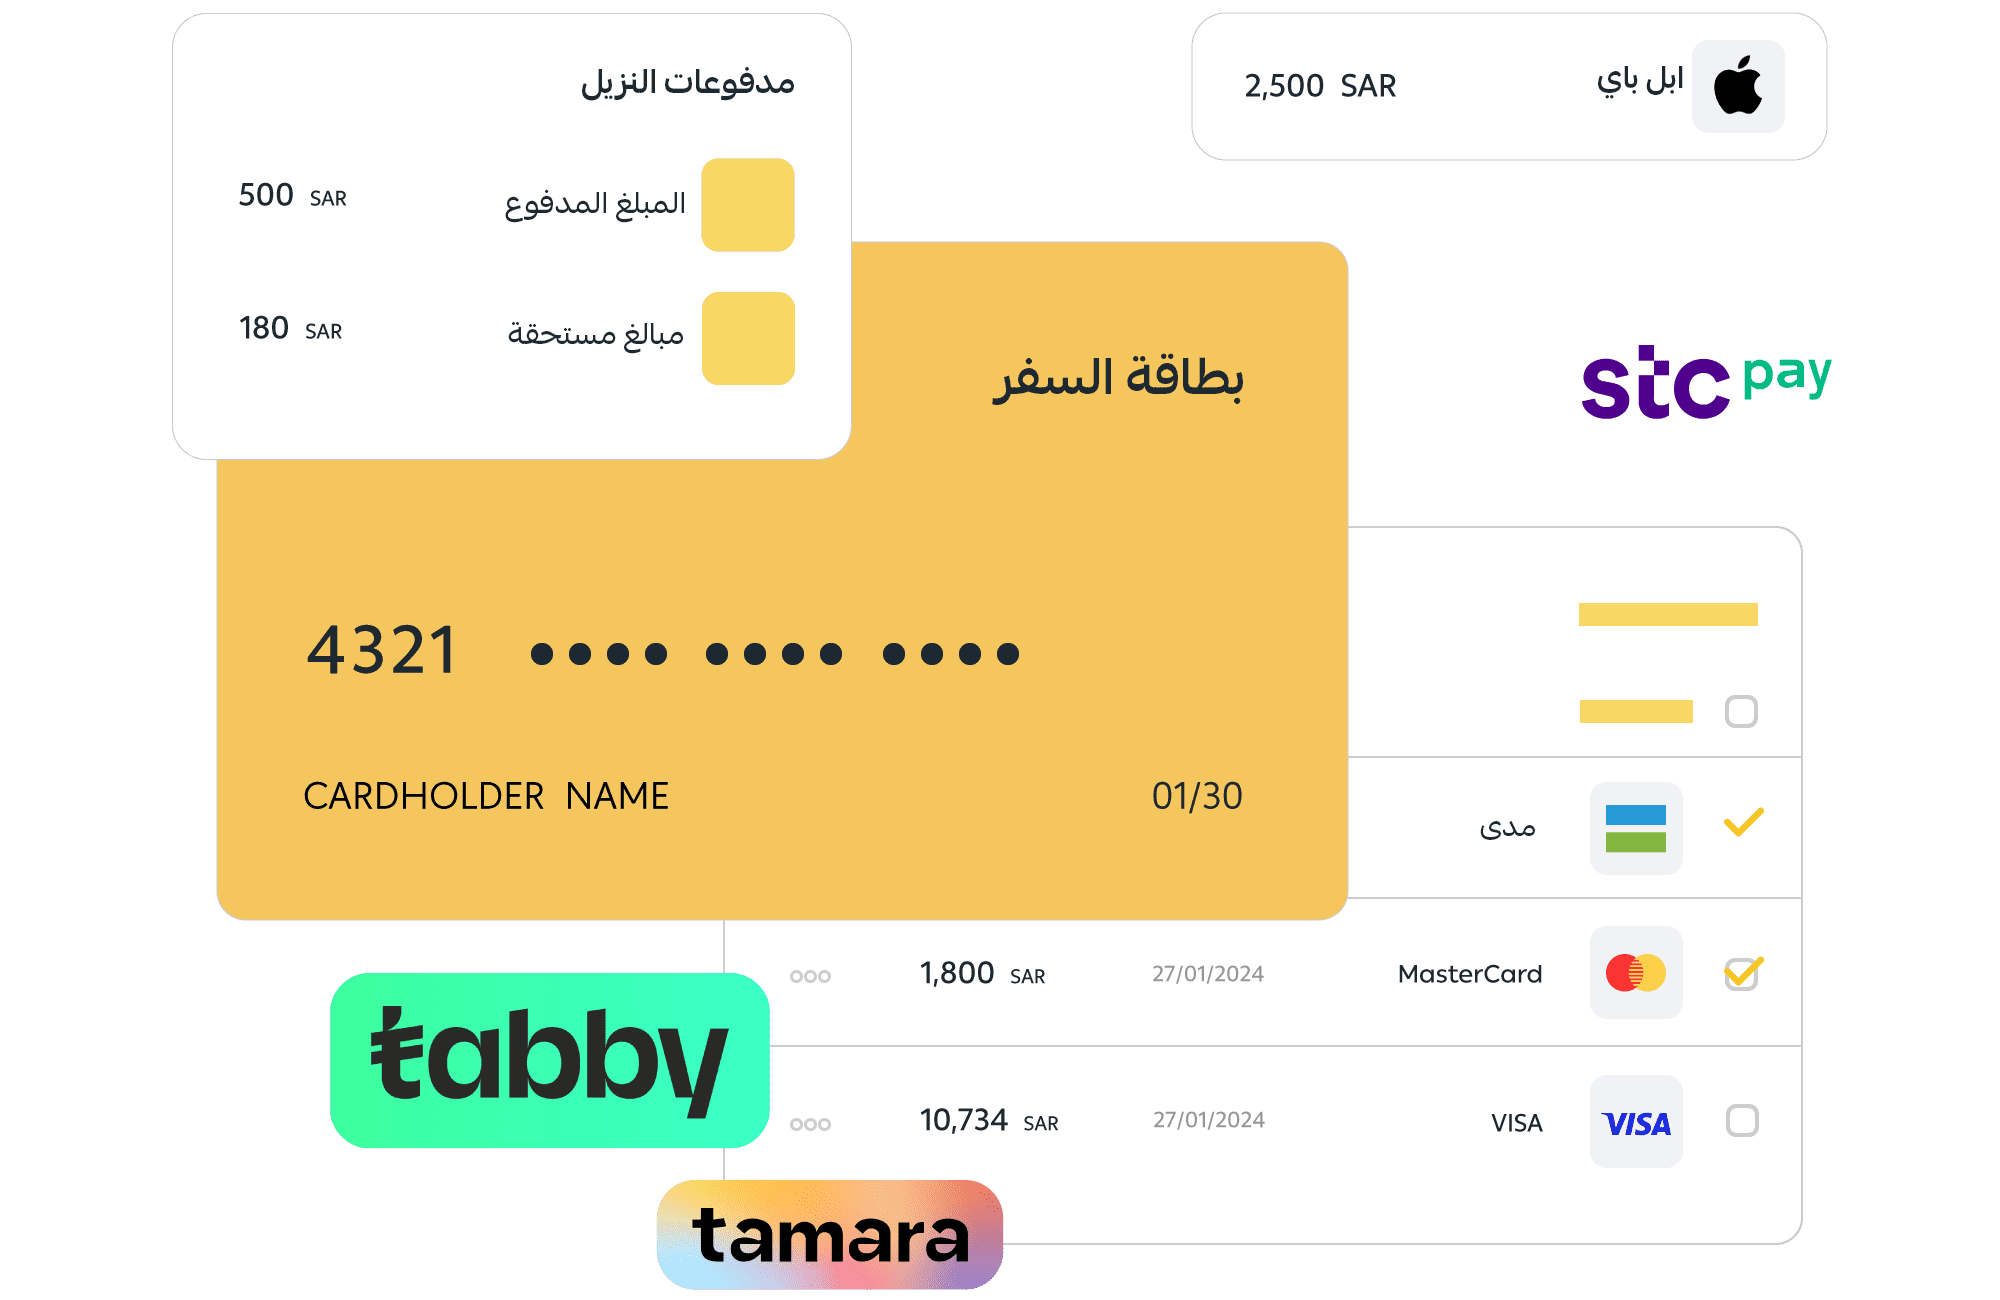 مدفوعات النزيل
المبلغ المدفوع 500 SAR
مبالغ مستحقة 180 SAR
ابل باي 2,500 SAR
بطاقة السفر
4321 •••• •••• ••••
CARDHOLDER NAME 01/30
stc pay
مدى
MasterCard 27/01/2024 1,800 SAR
VISA VISA 27/01/2024 10,734 SAR
tabby
tamara